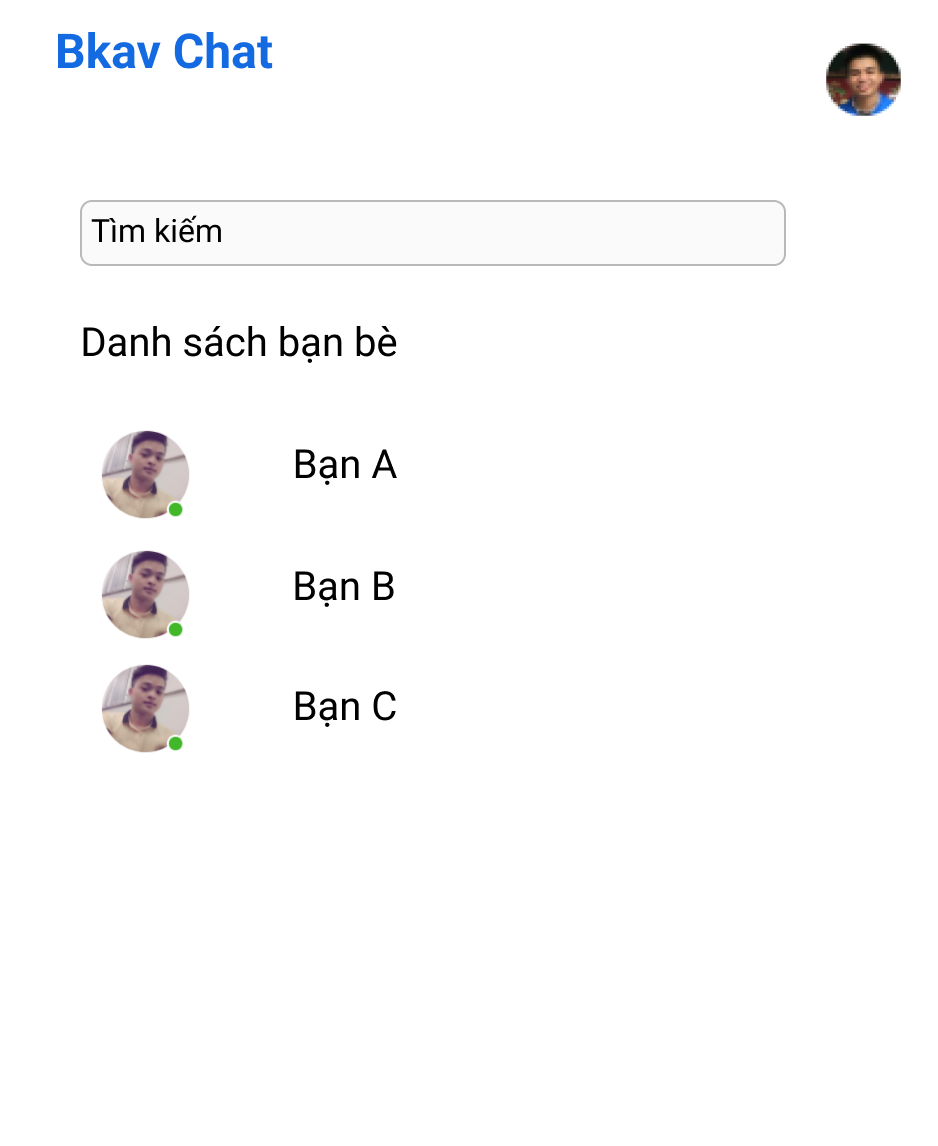 Bkav Chat
Tìm kiếm
Danh sách bạn bè
Bạn A
Bạn B
Bạn C